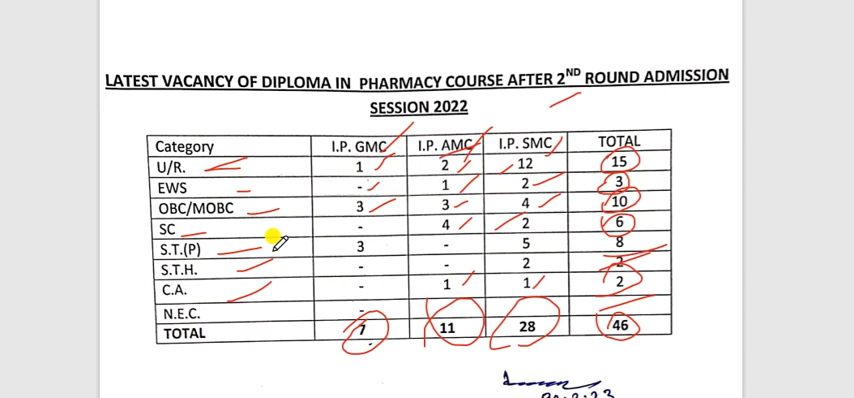 LATEST VACANCY OF DIPLOMA IN PHARMACY COURSE AFTER 2ND ROUND ADMISSION
SESSION 2022
Category I.P. GMC I.P. AMC I.P. SMC TOTAL
U/R. 1 2 12 15
EWS - 1 2 3
OBC/MOBC 3 3 4 10
SC - 4 2 6
S.T.(P) 3 - 5 8
S.T.H. - - 2 2
C.A. - 1 1 2
N.E.C. -
TOTAL 7 11 28 46